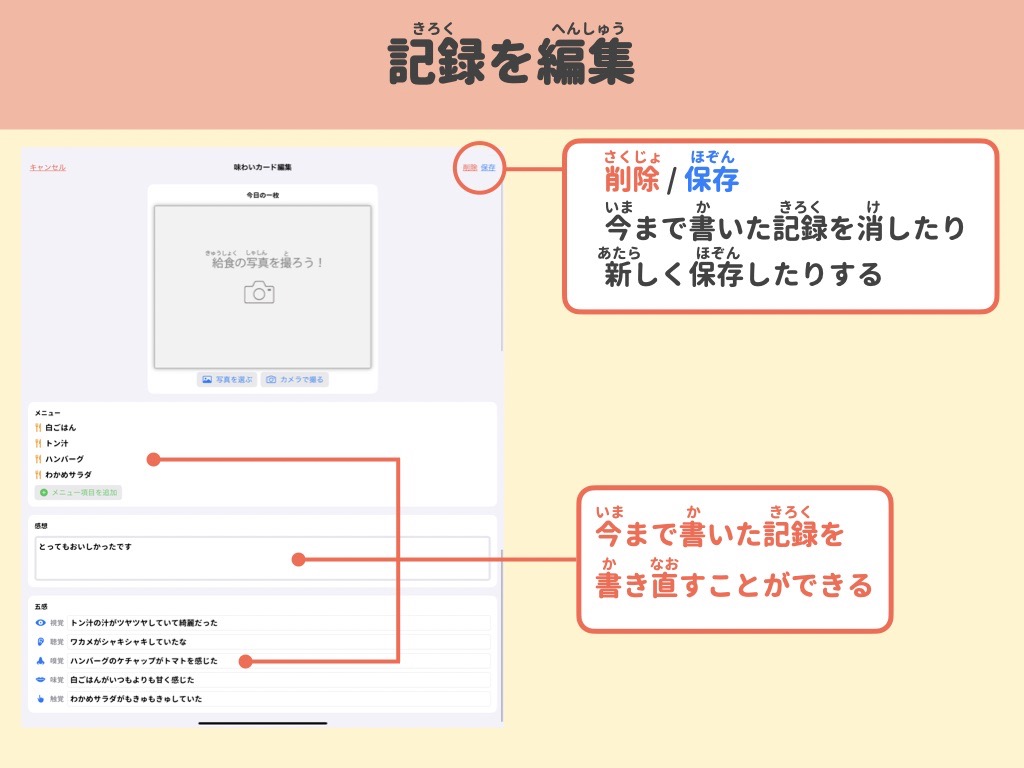 きろく へんしゅう
記録を編集
キャンセル
味わいカード編集
削除 保存
今日の一枚
きゅうしょく しゃしん と
給食の写真を撮ろう！
写真を選ぶ
カメラで撮る
メニュー
白ごはん
トン汁
ハンバーグ
わかめサラダ
メニュー項目を追加
感想
とってもおいしかったです
五感
視覚 トン汁の汁がツヤツヤしていて綺麗だった
聴覚 ワカメがシャキシャキしていたな
嗅覚 ハンバーグのケチャップがトマトを感じた
味覚 白ごはんがいつもよりも甘く感じた
触覚 わかめサラダがもきゅもきゅしていた
さくじょ ほぞん
削除 / 保存
いま か きろく け
今まで書いた記録を消したり
あたら ほぞん
新しく保存したりする
いま か きろく
今まで書いた記録を
か なお
書き直すことができる